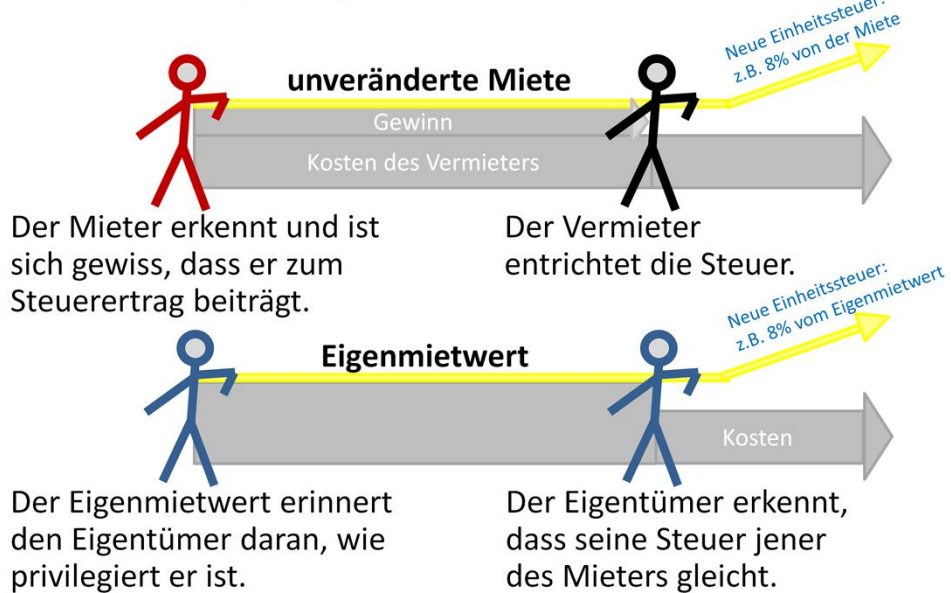 Neue Einheitssteuer:
z.B. 8% von der Miete
unveränderte Miete
Gewinn
Kosten des Vermieters
Der Mieter erkennt und ist
sich gewiss, dass er zum
Steuerertrag beiträgt.
Der Vermieter
entrichtet die Steuer.
Neue Einheitssteuer:
z.B. 8% vom Eigenmietwert
Eigenmietwert
Kosten
Der Eigenmietwert erinnert
den Eigentümer daran, wie
privilegiert er ist.
Der Eigentümer erkennt,
dass seine Steuer jener
des Mieters gleicht.